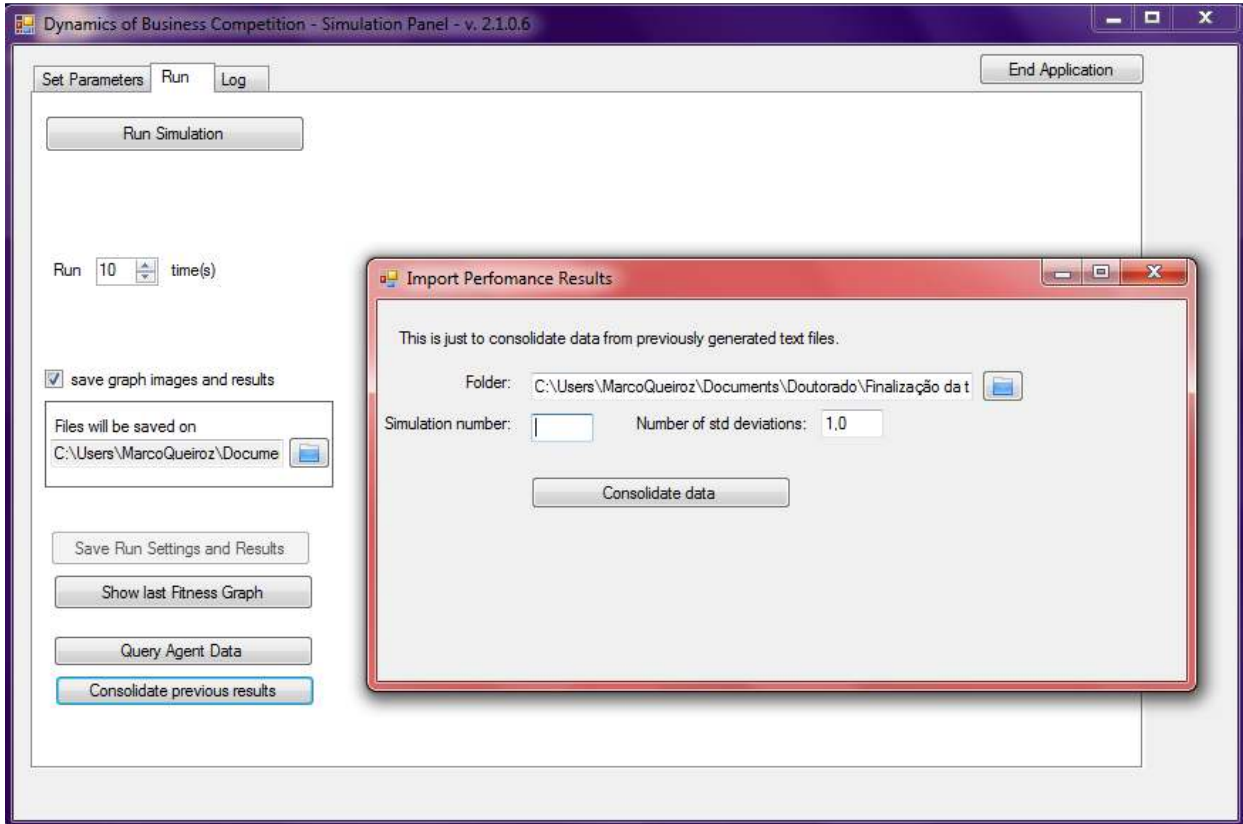 Dynamics of Business Competition - Simulation Panel - v. 2.1.0.6
End Application
Set Parameters Run Log
Run Simulation
Run 10 time(s)
save graph images and results
Files will be saved on
C:\Users\MarcoQueiroz\Docume
Save Run Settings and Results
Show last Fitness Graph
Query Agent Data
Consolidate previous results
Import Perfomance Results
This is just to consolidate data from previously generated text files.
Folder: C:\Users\MarcoQueiroz\Documents\Doutorado\Finalização da t
Simulation number: Number of std deviations: 1,0
Consolidate data